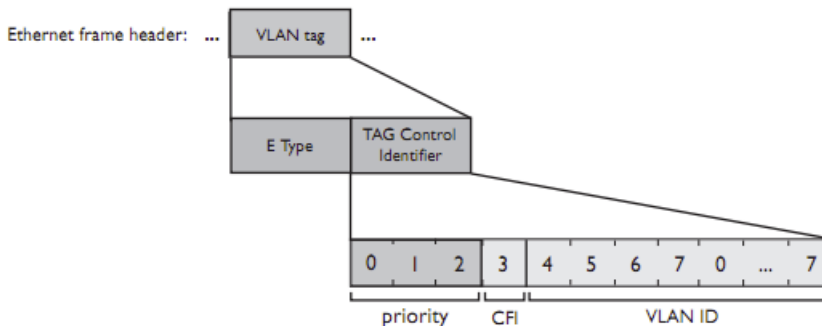 Ethernet frame header: ... VLAN tag ...
E Type
TAG Control
Identifier
0 1 2 3 4 5 6 7 0 ... 7
priority CFI VLAN ID